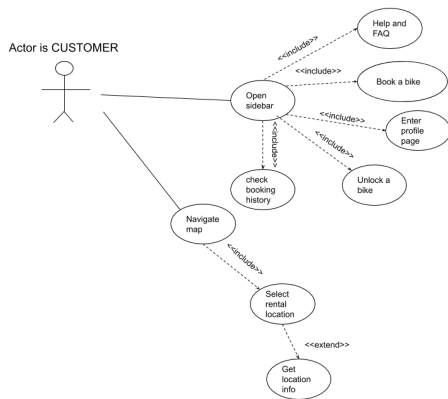 Actor is CUSTOMER
Help and
FAQ
<<include>>
<<include>>
Book a bike
Open
sidebar
<<include>>
Enter
profile
page
<<include>>
<<include>>
check
booking
history
Unlock a
bike
Navigate
map
<<include>>
Select
rental
location
<<extend>>
Get
location
info